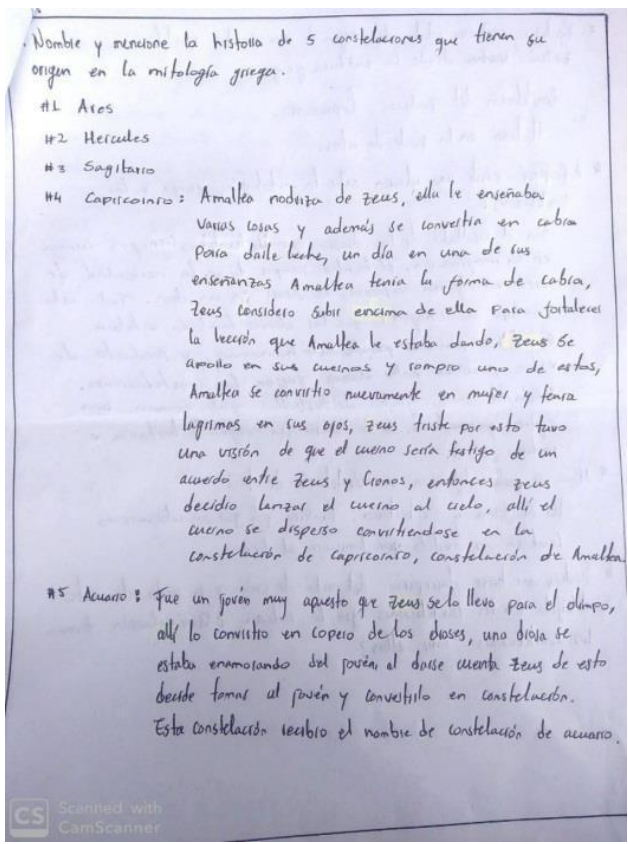 Nombre y mencione la historia de 5 constelaciones que tienen su
origen en la mitología griega.
#1 Ares
#2 Hercules
#3 Sagitario
#4 Capricornio: Amaltea nodriza de Zeus, ella le enseñaba
varias cosas y además se convertia en cabra
para darle leche, un día en una de sus
enseñanzas Amaltea tenia la forma de cabra,
Zeus considero subir encima de ella para fortalecer
la lección que Amaltea le estaba dando, Zeus se
apollo en sus cuernos y rompio uno de estos,
Amaltea se convirtio nuevamente en mujer y tenia
lagrimas en sus ojos, Zeus triste por esto tuvo
una visión de que el cuerno sería testigo de un
acuerdo entre Zeus y Cronos, entonces Zeus
decidio lanzar el cuerno al cielo, allí el
cuerno se disperso convirtiendose en la
constelación de capricornio, constelación de Amaltea.
#5 Acuario: Fue un joven muy apuesto que Zeus se lo llevo para el olimpo,
allí lo convirtio en copero de los dioses, una diosa se
estaba enamorando del joven, al darse cuenta Zeus de esto
decide tomar al joven y convertirlo en constelación.
Esta constelación recibio el nombre de constelación de acuario.
CS Scanned with
CamScanner